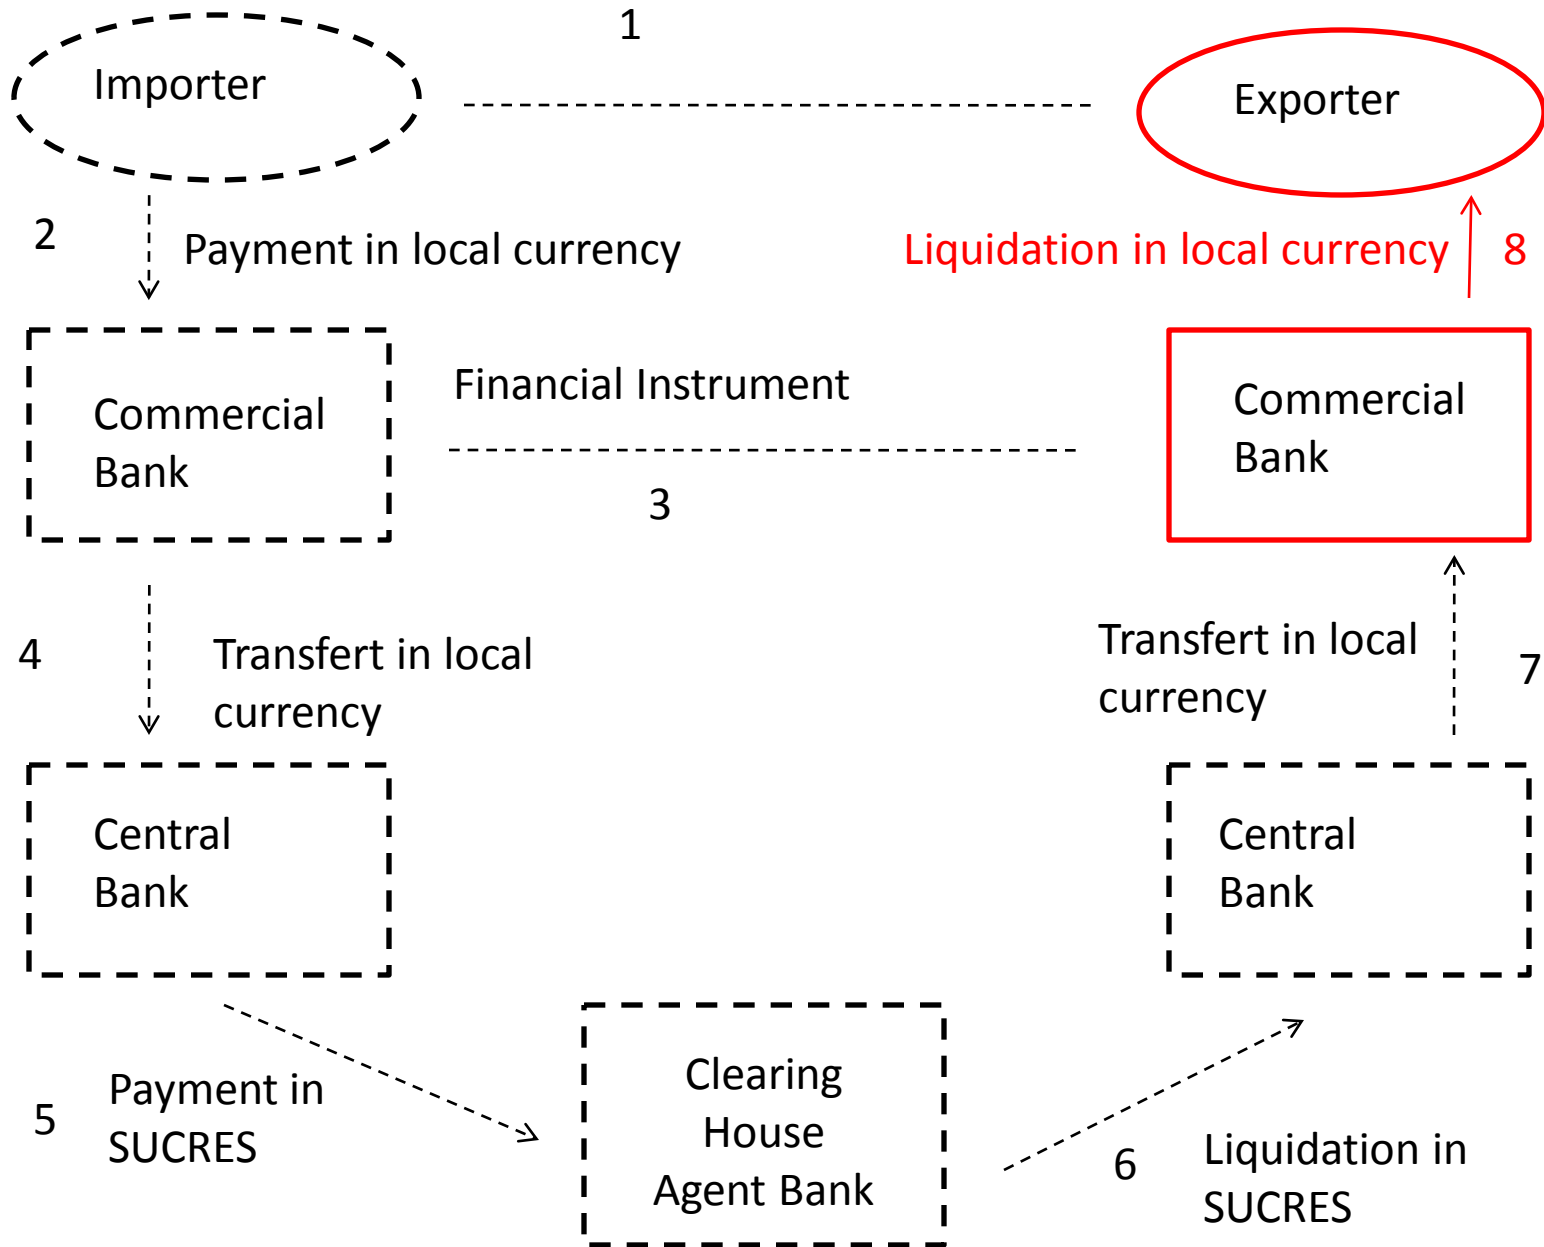 1
Importer
Exporter
2
Payment in local currency
Liquidation in local currency
8
Commercial
Bank
Financial Instrument
3
Commercial
Bank
4
Transfert in local
currency
Transfert in local
currency
7
Central
Bank
Central
Bank
5
Payment in
SUCRES
Clearing
House
Agent Bank
6
Liquidation in
SUCRES